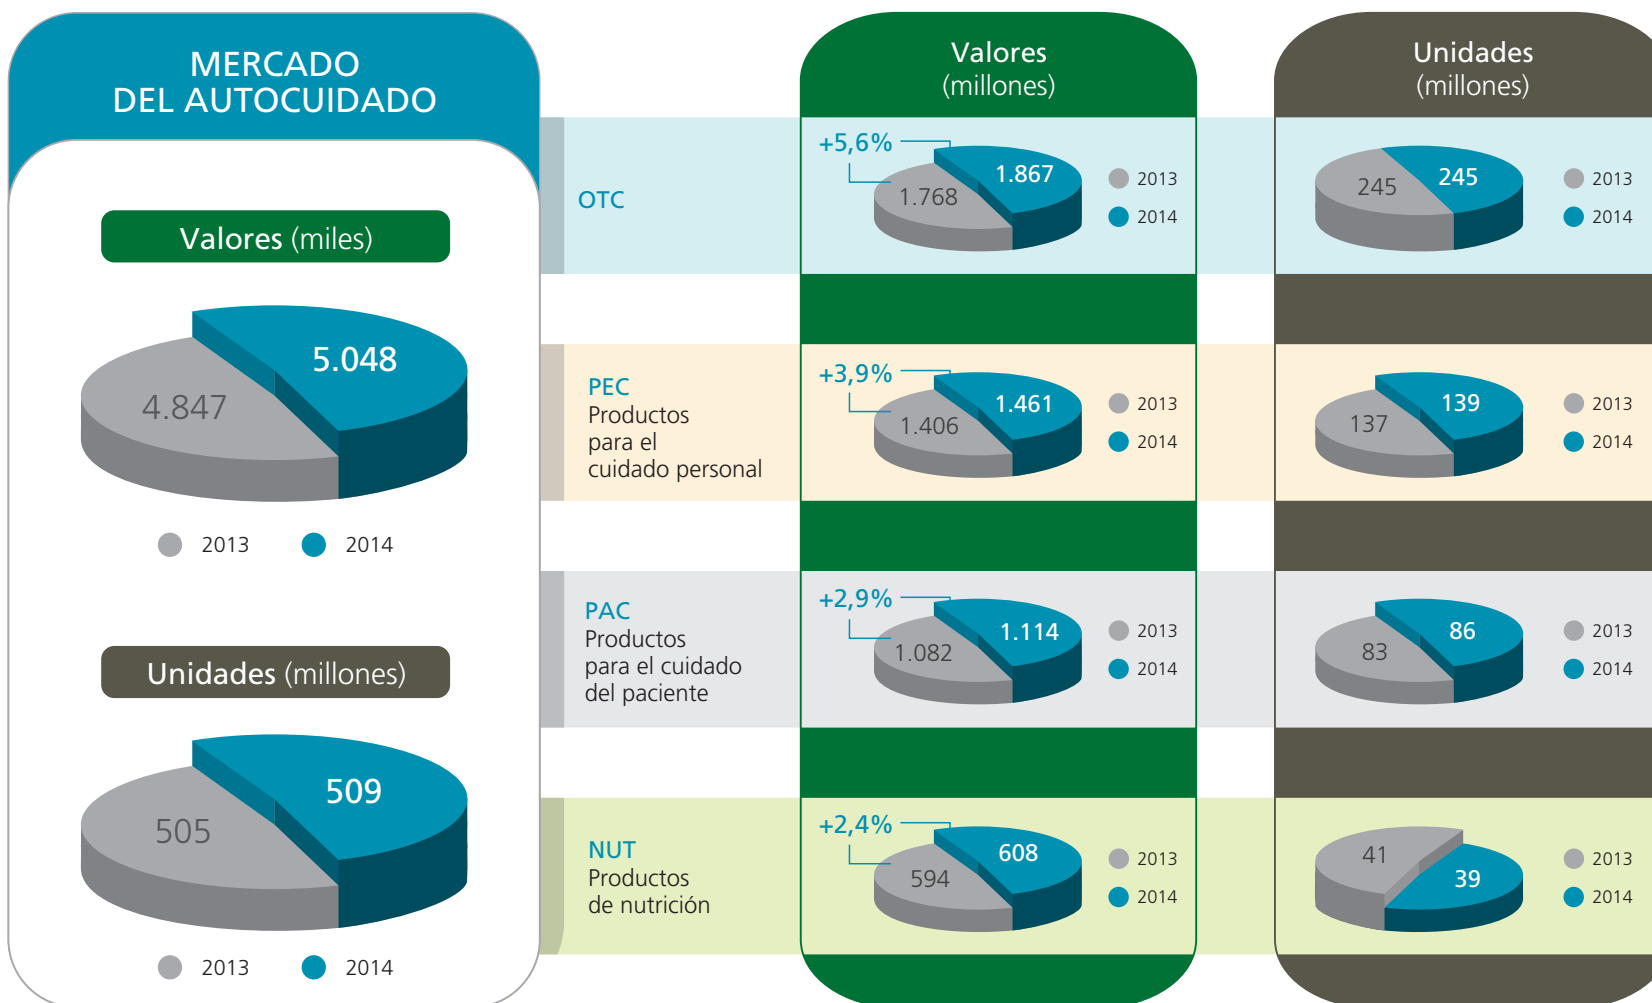 MERCADO
DEL AUTOCUIDADO
Valores (miles)
5.048
4.847
2013
2014
Unidades (millones)
509
505
2013
2014
Valores
(millones)
Unidades
(millones)
OTC
+5,6%
1.867
1.768
2013
2014
245
245
2013
2014
PEC
Productos
para el
cuidado personal
+3,9%
1.461
1.406
2013
2014
139
137
2013
2014
PAC
Productos
para el cuidado
del paciente
+2,9%
1.114
1.082
2013
2014
86
83
2013
2014
NUT
Productos
de nutrición
+2,4%
608
594
2013
2014
41
39
2013
2014